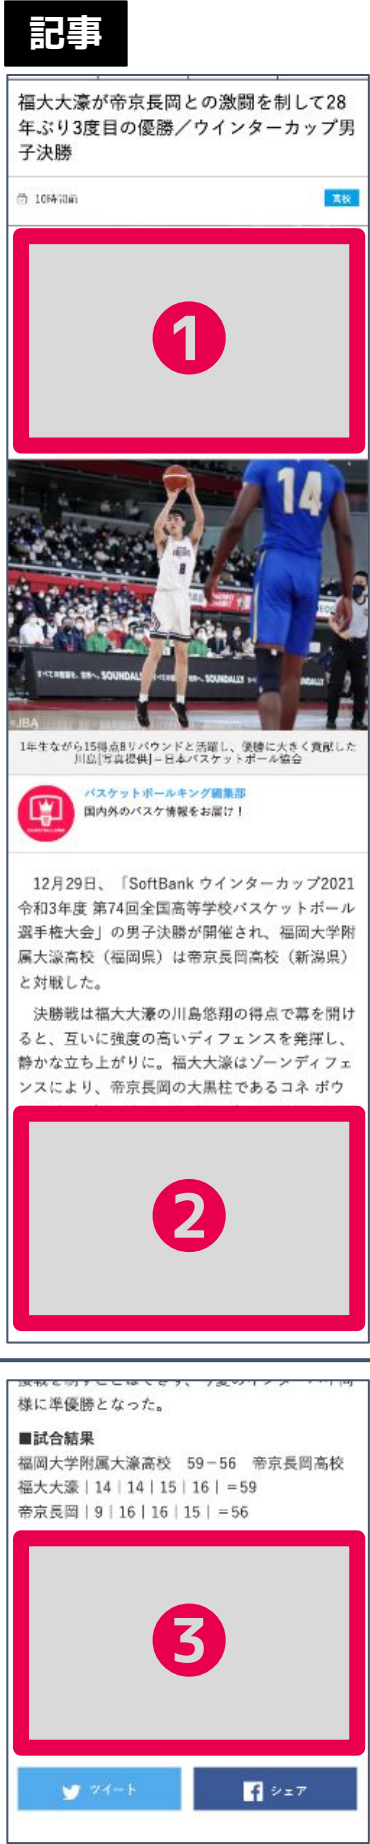 記事
福大大濠が帝京長岡との激闘を制して28
年ぶり3度目の優勝／ウインターカップ男
子決勝
10時間前
高校
1
14
8
すべての職業を、世界へ。SOUNDALLY
SOUNDALLY
©JBA
1年生ながら15得点8リバウンドと活躍し、優勝に大きく貢献した
川島[写真提供]＝日本バスケットボール協会
バスケットボールキング編集部
国内外のバスケ情報をお届け！
12月29日、「SoftBank ウインターカップ2021
令和3年度 第74回全国高等学校バスケットボール
選手権大会」の男子決勝が開催され、福岡大学附
属大濠高校（福岡県）は帝京長岡高校（新潟県）
と対戦した。
決勝戦は福大大濠の川島悠翔の得点で幕を開け
ると、互いに強度の高いディフェンスを発揮し、
静かな立ち上がりに。福大大濠はゾーンディフェ
ンスにより、帝京長岡の大黒柱であるコネ ボウ
2
様に準優勝となった。
■試合結果
福岡大学附属大濠高校　59－56　帝京長岡高校
福大大濠｜14｜14｜15｜16｜＝59
帝京長岡｜9｜16｜16｜15｜＝56
3
ツイート
シェア